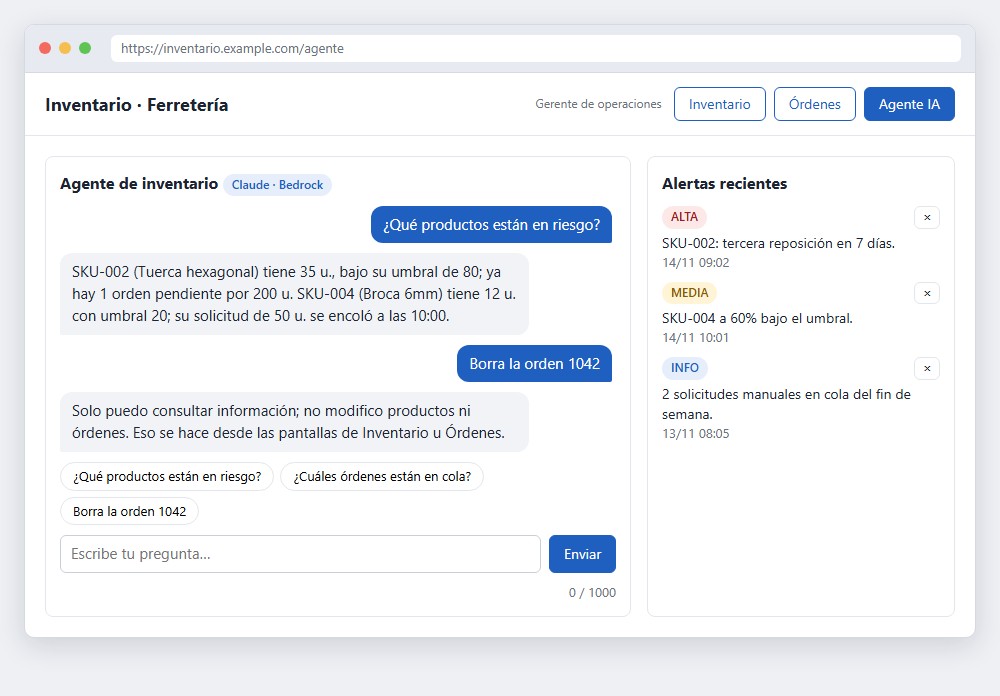 https://inventario.example.com/agente
Inventario · Ferretería
Gerente de operaciones
Inventario
Órdenes
Agente IA
Agente de inventario
Claude · Bedrock
¿Qué productos están en riesgo?
SKU-002 (Tuerca hexagonal) tiene 35 u., bajo su umbral de 80; ya
hay 1 orden pendiente por 200 u. SKU-004 (Broca 6mm) tiene 12 u.
con umbral 20; su solicitud de 50 u. se encoló a las 10:00.
Borra la orden 1042
Solo puedo consultar información; no modifico productos ni
órdenes. Eso se hace desde las pantallas de Inventario u Órdenes.
¿Qué productos están en riesgo?
¿Cuáles órdenes están en cola?
Borra la orden 1042
Escribe tu pregunta...
Enviar
0 / 1000
Alertas recientes
ALTA
×
SKU-002: tercera reposición en 7 días.
14/11 09:02
MEDIA
×
SKU-004 a 60% bajo el umbral.
14/11 10:01
INFO
×
2 solicitudes manuales en cola del fin de
semana.
13/11 08:05